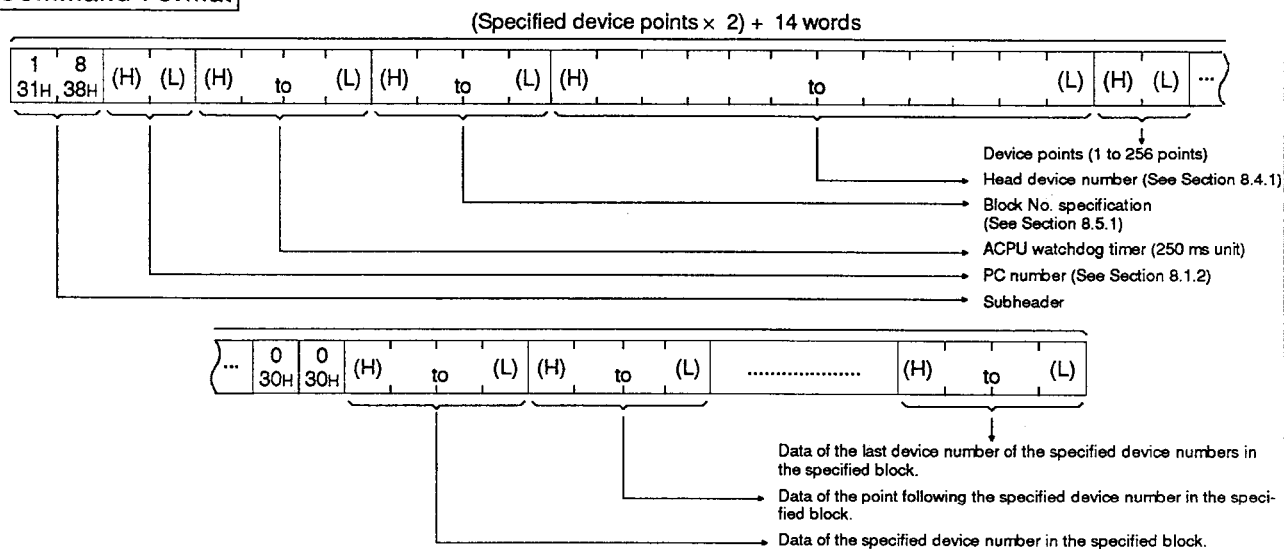 Command Format
(Specified device points × 2) + 14 words
1 8 (H) (L) (H) to (L) (H) to (L) (H) to (L) (H) (L) ...
31H 38H
Device points (1 to 256 points)
Head device number (See Section 8.4.1)
Block No. specification
(See Section 8.5.1)
ACPU watchdog timer (250 ms unit)
PC number (See Section 8.1.2)
Subheader
... 0 0 (H) to (L) (H) to (L) ................... (H) to (L)
30H 30H
Data of the last device number of the specified device numbers in
the specified block.
Data of the point following the specified device number in the speci-
fied block.
Data of the specified device number in the specified block.